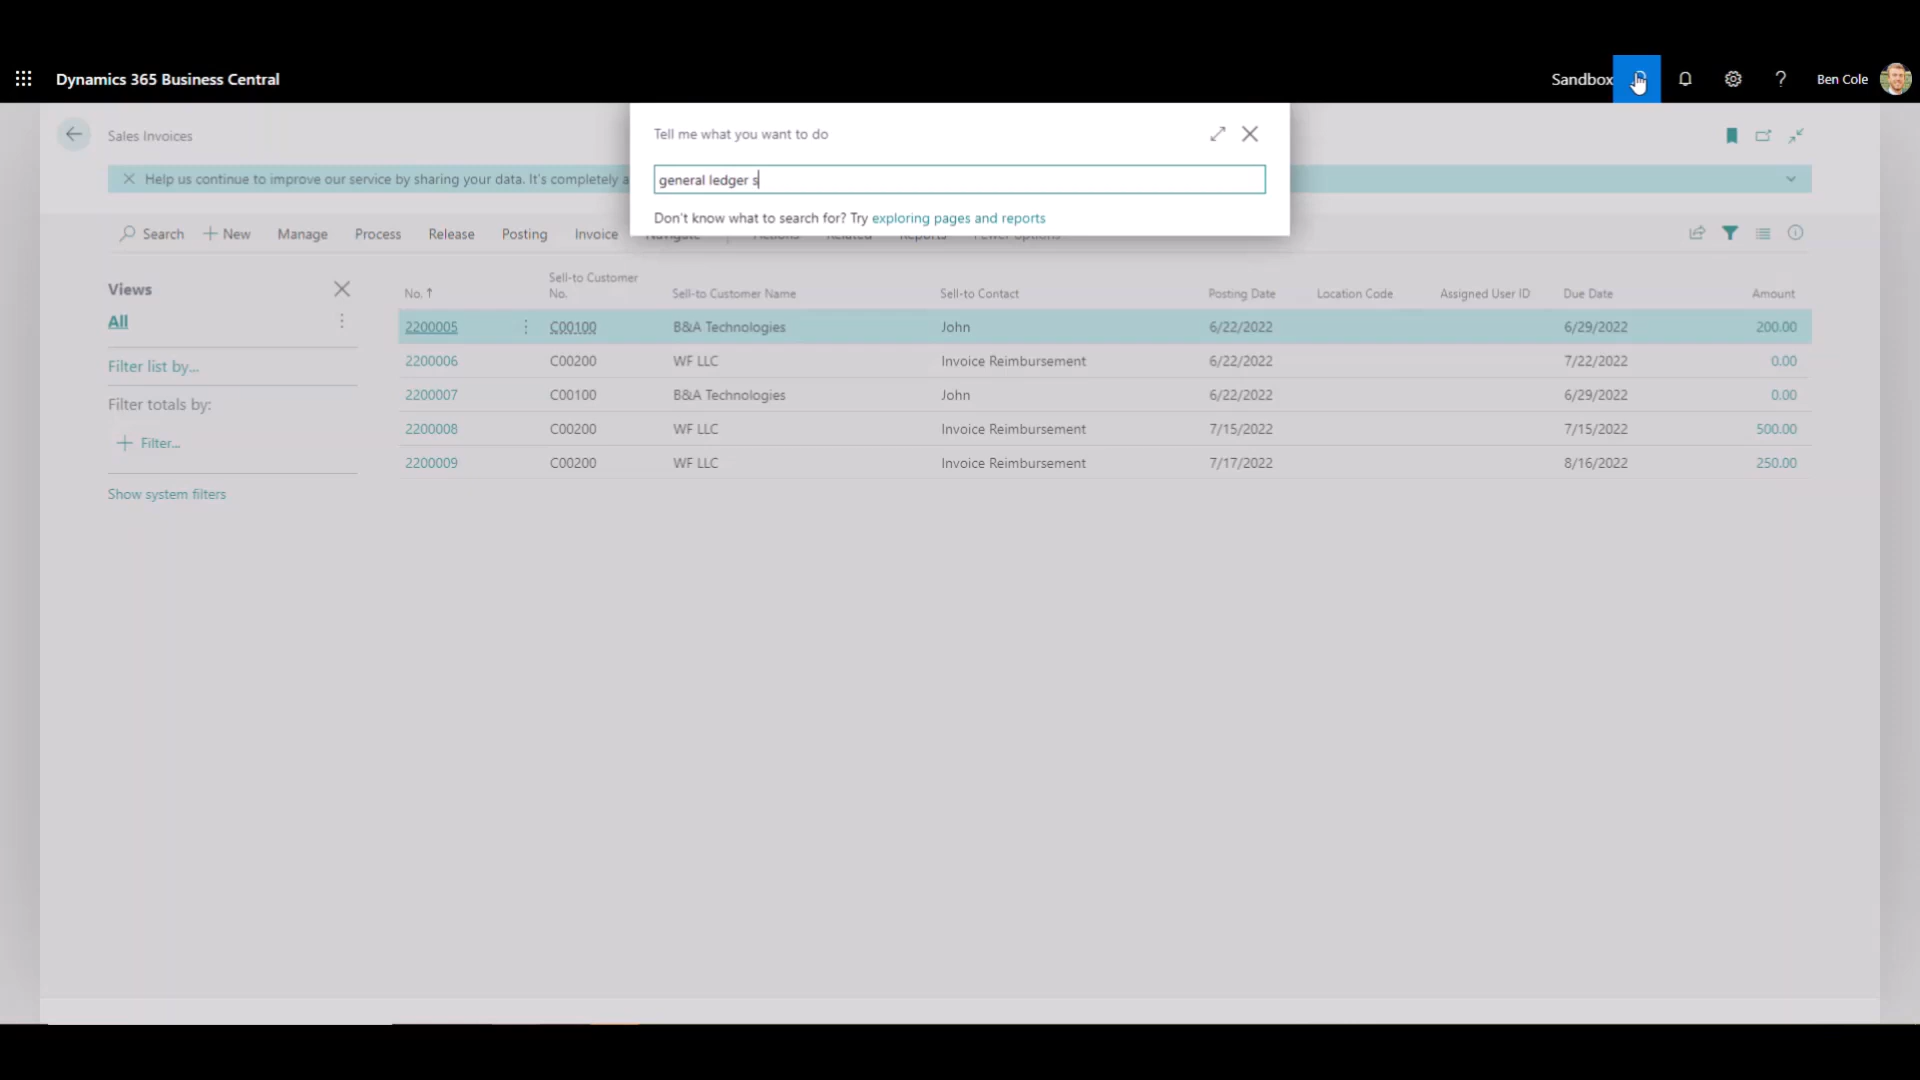 Dynamics 365 Business Central
Sandbox
Ben Cole
Sales Invoices
Tell me what you want to do
general ledger s
Don't know what to search for? Try exploring pages and reports
Help us continue to improve our service by sharing your data. It's completely a
Search New Manage Process Release Posting Invoice Navigate Actions Related Reports Fewer options
Views
All
Filter list by...
Filter totals by:
Filter...
Show system filters
No. ↑ Sell-to Customer No. Sell-to Customer Name Sell-to Contact Posting Date Location Code Assigned User ID Due Date Amount
2200005 C00100 B&A Technologies John 6/22/2022 6/29/2022 200.00
2200006 C00200 WF LLC Invoice Reimbursement 6/22/2022 7/22/2022 0.00
2200007 C00100 B&A Technologies John 6/22/2022 6/29/2022 0.00
2200008 C00200 WF LLC Invoice Reimbursement 7/15/2022 7/15/2022 500.00
2200009 C00200 WF LLC Invoice Reimbursement 7/17/2022 8/16/2022 250.00